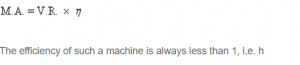 M.A. = V.R. × η
The efficiency of such a machine is always less than 1, i.e. h